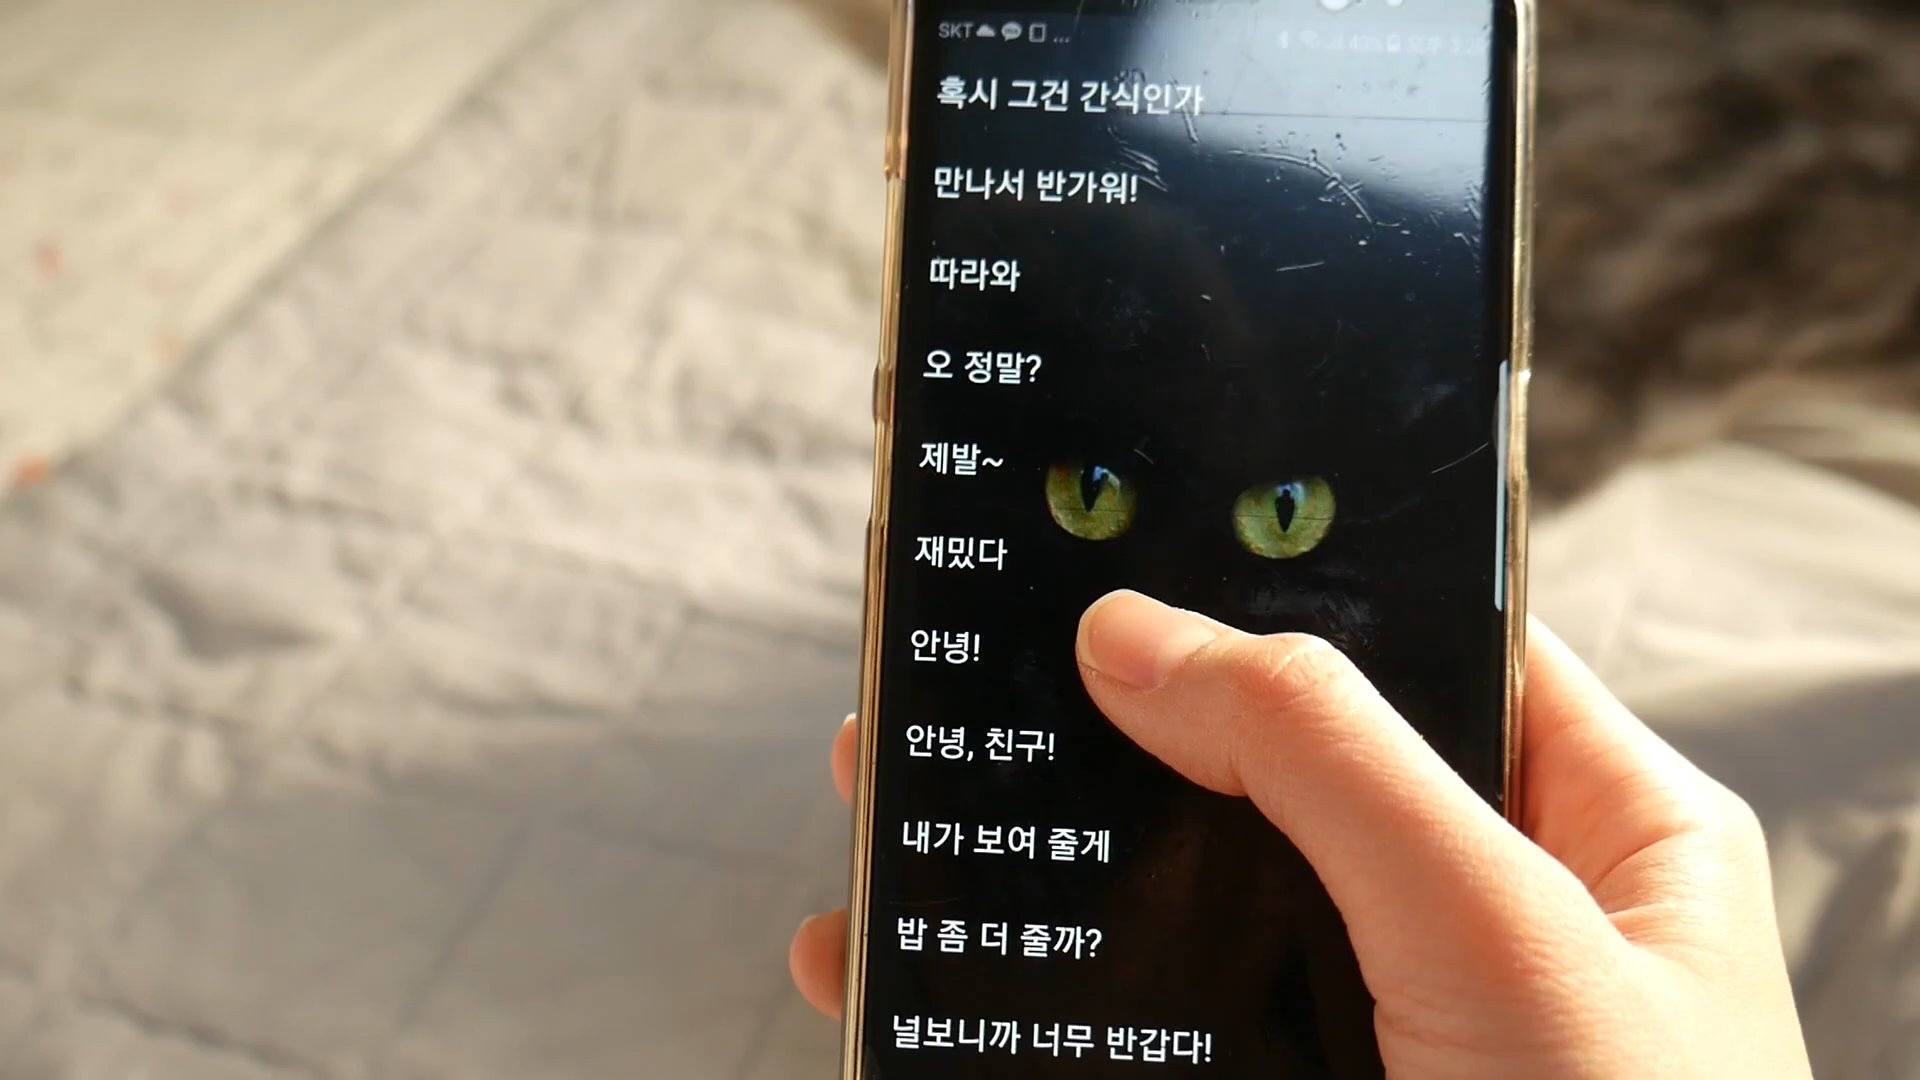 SKT ...
혹시 그건 간식인가
만나서 반가워!
따라와
오 정말?
제발~
재밌다
안녕!
안녕, 친구!
내가 보여 줄게
밥 좀 더 줄까?
널보니까 너무 반갑다!